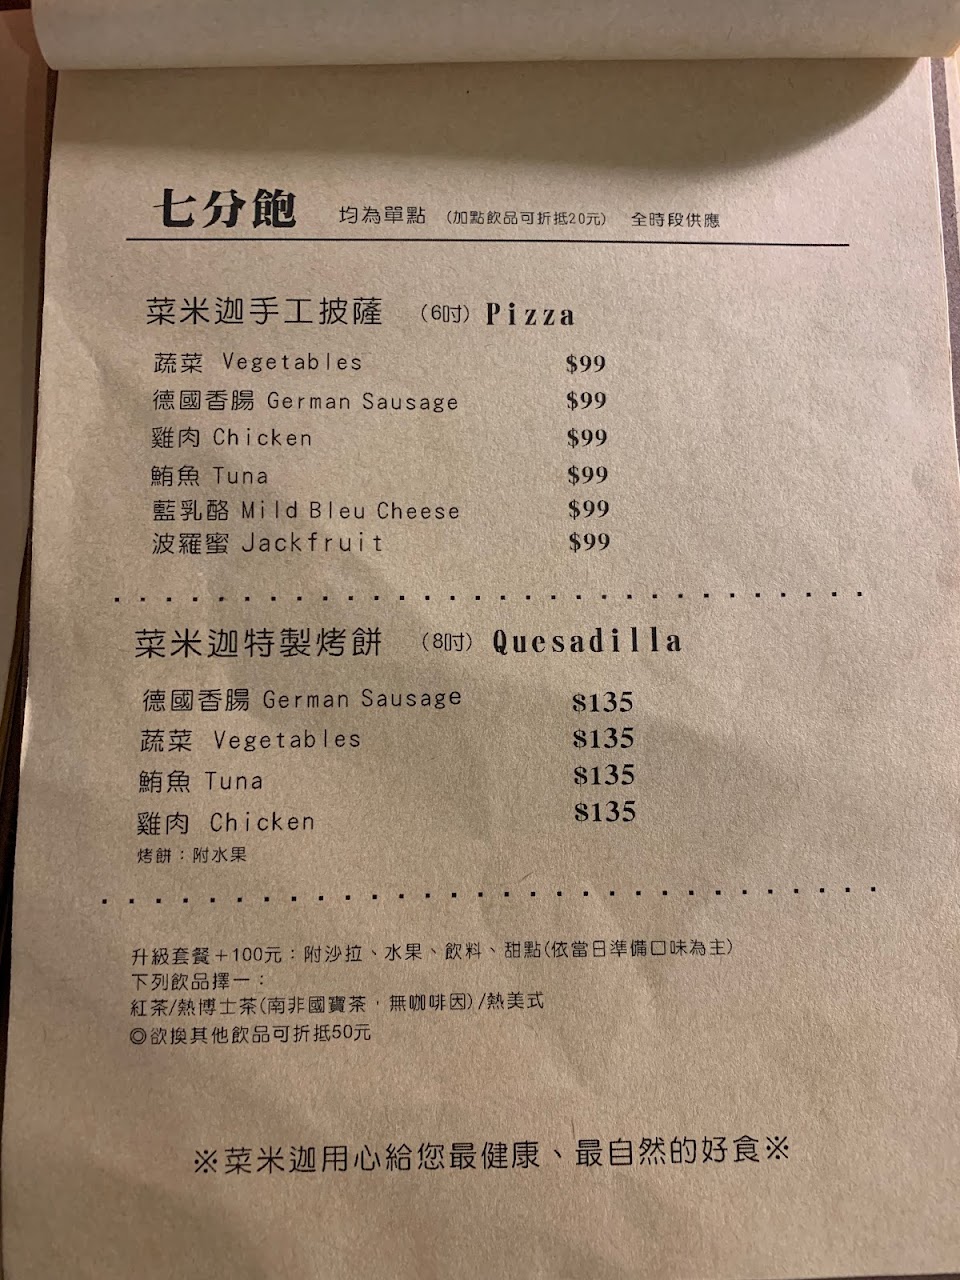 七分飽 均為單點 (加點飲品可折抵20元) 全時段供應
菜米迦手工披薩 (6吋) Pizza
蔬菜 Vegetables $99
德國香腸 German Sausage $99
雞肉 Chicken $99
鮪魚 Tuna $99
藍乳酪 Mild Bleu Cheese $99
波羅蜜 Jackfruit $99
菜米迦特製烤餅 (8吋) Quesadilla
德國香腸 German Sausage $135
蔬菜 Vegetables $135
鮪魚 Tuna $135
雞肉 Chicken $135
烤餅：附水果
升級套餐＋100元：附沙拉、水果、飲料、甜點(依當日準備口味為主)
下列飲品擇一：
紅茶/熱博士茶(南非國寶茶，無咖啡因)/熱美式
◎欲換其他飲品可折抵50元
※菜米迦用心給您最健康、最自然的好食※